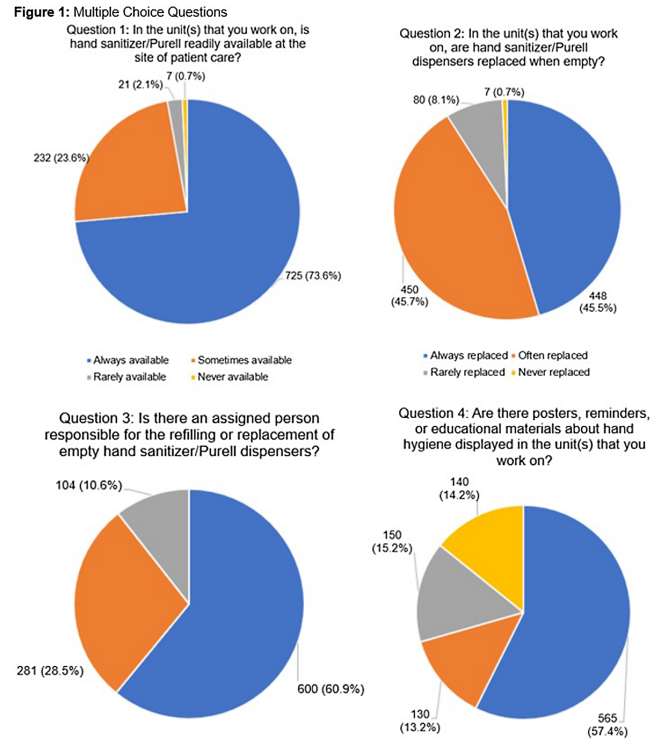 Figure 1: Multiple Choice Questions
Question 1: In the unit(s) that you work on, is
hand sanitizer/Purell readily available at the
site of patient care?
21 (2.1%)
7 (0.7%)
232 (23.6%)
725 (73.6%)
Always available
Sometimes available
Rarely available
Never available
Question 2: In the unit(s) that you work
on, are hand sanitizer/Purell
dispensers replaced when empty?
80 (8.1%)
7 (0.7%)
450
(45.7%)
448
(45.5%)
Always replaced
Often replaced
Rarely replaced
Never replaced
Question 3: Is there an assigned person
responsible for the refilling or replacement of
empty hand sanitizer/Purell dispensers?
104 (10.6%)
281 (28.5%)
600 (60.9%)
Question 4: Are there posters, reminders,
or educational materials about hand
hygiene displayed in the unit(s) that you
work on?
140
(14.2%)
150
(15.2%)
130
(13.2%)
565
(57.4%)